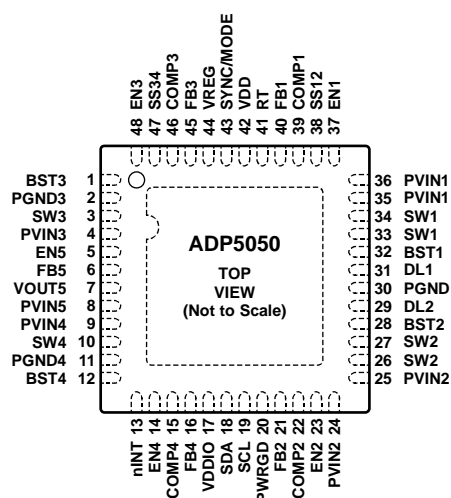 48 EN3
47 SS34
46 COMP3
45 FB3
44 VREG
43 SYNC/MODE
42 VDD
41 RT
40 FB1
39 COMP1
38 SS12
37 EN1
BST3 1
PGND3 2
SW3 3
PVIN3 4
EN5 5
FB5 6
VOUT5 7
PVIN5 8
PVIN4 9
SW4 10
PGND4 11
BST4 12
ADP5050
TOP
VIEW
(Not to Scale)
36 PVIN1
35 PVIN1
34 SW1
33 SW1
32 BST1
31 DL1
30 PGND
29 DL2
28 BST2
27 SW2
26 SW2
25 PVIN2
nINT 13
EN4 14
COMP4 15
FB4 16
VDDIO 17
SDA 18
SCL 19
PWRGD 20
FB2 21
COMP2 22
EN2 23
PVIN2 24